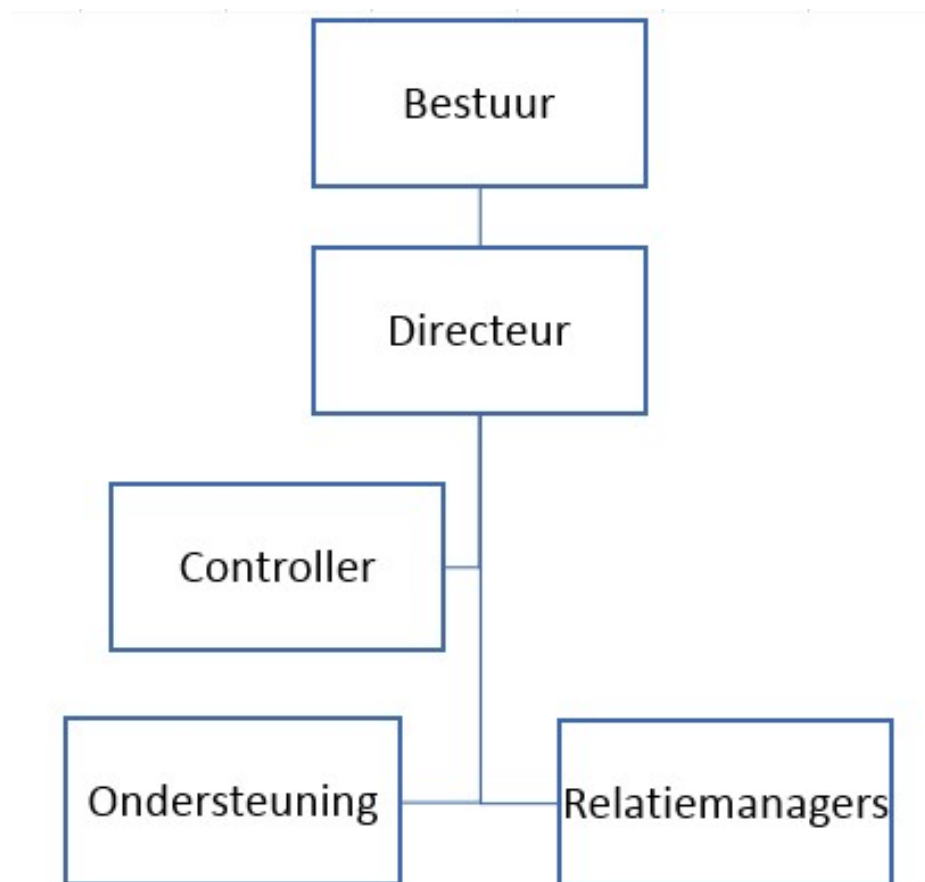 Bestuur
Directeur
Controller
Ondersteuning
Relatiemanagers